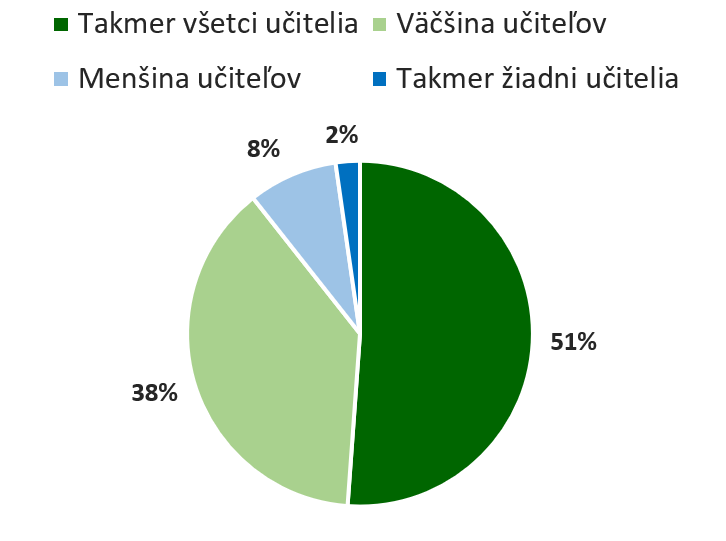 Takmer všetci učitelia Väčšina učiteľov
Menšina učiteľov Takmer žiadni učitelia
2%
8%
51%
38%